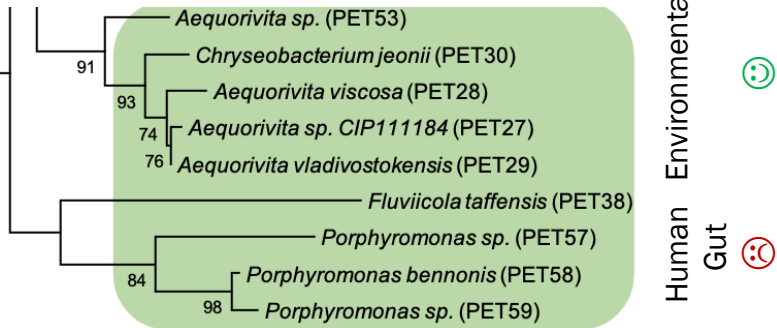 Aequorivita sp. (PET53)
91
Chryseobacterium jeonii (PET30)
93
Aequorivita viscosa (PET28)
74
Aequorivita sp. CIP111184 (PET27)
76
Aequorivita vladivostokensis (PET29)
Fluviicola taffensis (PET38)
Porphyromonas sp. (PET57)
84
Porphyromonas bennonis (PET58)
98
Porphyromonas sp. (PET59)
Environmenta
Human
Gut